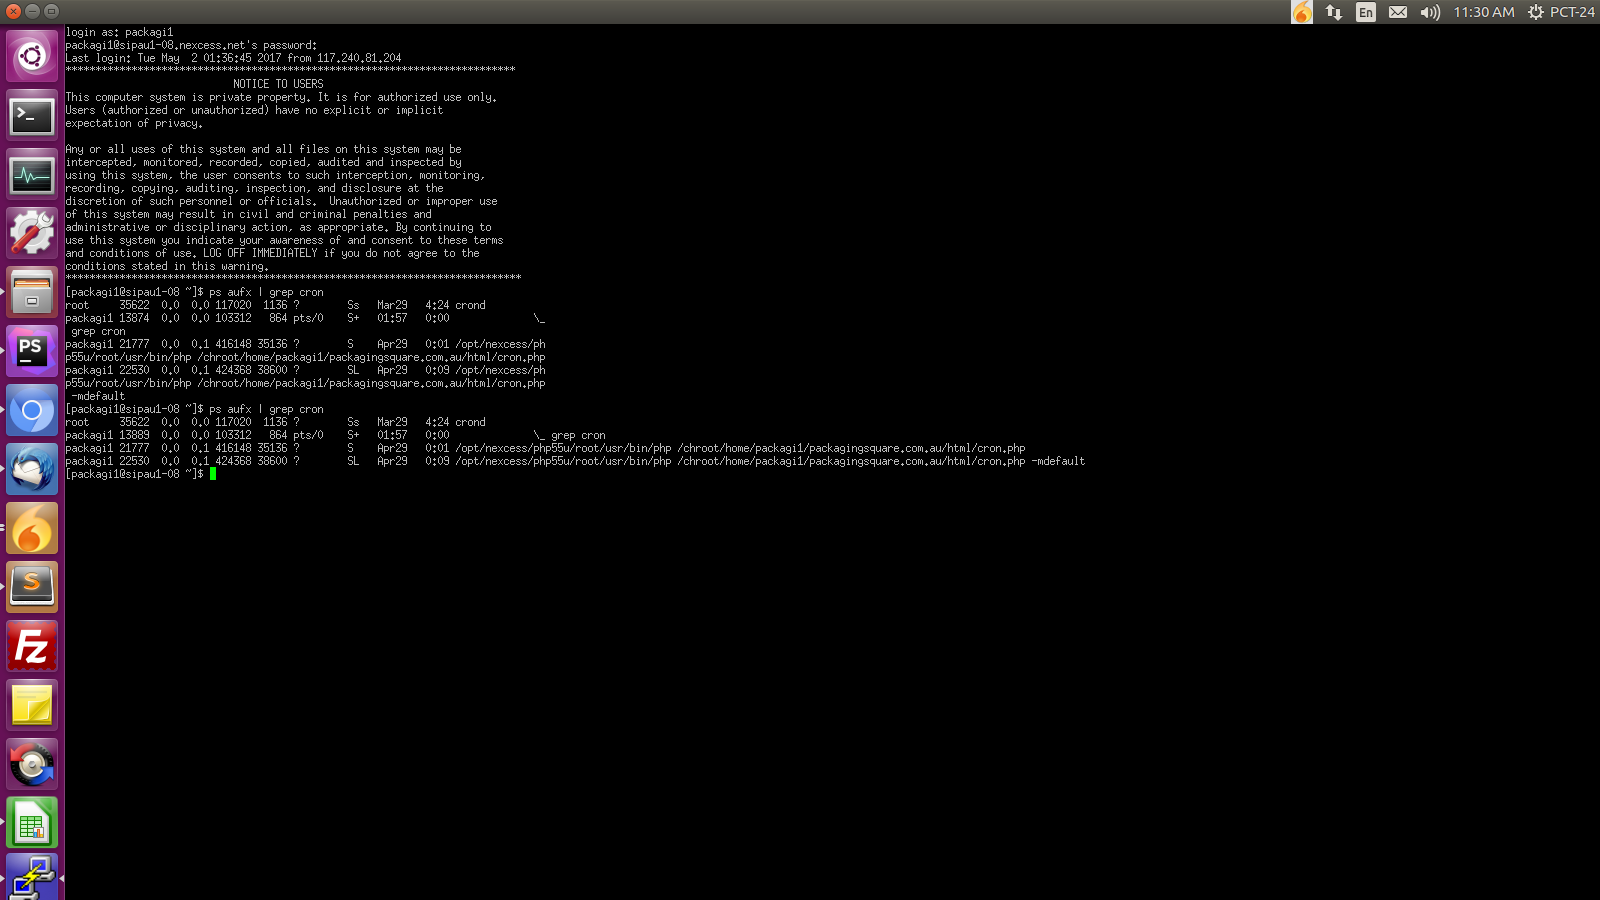 En 11:30 AM PCT-24
login as: packagi1
packagi1@sipau1-08.nexcess.net's password:
Last login: Tue May  2 01:36:45 2017 from 117.240.81.204
***************************************************************************
NOTICE TO USERS
This computer system is private property. It is for authorized use only.
Users (authorized or unauthorized) have no explicit or implicit
expectation of privacy.
Any or all uses of this system and all files on this system may be
intercepted, monitored, recorded, copied, audited and inspected by
using this system, the user consents to such interception, monitoring,
recording, copying, auditing, inspection, and disclosure at the
discretion of such personnel or officials.  Unauthorized or improper use
of this system may result in civil and criminal penalties and
administrative or disciplinary action, as appropriate. By continuing to
use this system you indicate your awareness of and consent to these terms
and conditions of use. LOG OFF IMMEDIATELY if you do not agree to the
conditions stated in this warning.
****************************************************************************
[packagi1@sipau1-08 ~]$ ps aufx | grep cron
root     35622  0.0  0.0 117020  1136 ?        Ss   Mar29   4:24 crond
packagi1 13874  0.0  0.0 103312   864 pts/0    S+   01:57   0:00              \_
 grep cron
packagi1 21777  0.0  0.1 416148 35136 ?        S    Apr29   0:01 /opt/nexcess/ph
p55u/root/usr/bin/php /chroot/home/packagi1/packagingsquare.com.au/html/cron.php
packagi1 22530  0.0  0.1 424368 38600 ?        SL   Apr29   0:09 /opt/nexcess/ph
p55u/root/usr/bin/php /chroot/home/packagi1/packagingsquare.com.au/html/cron.php
 -mdefault
[packagi1@sipau1-08 ~]$ ps aufx | grep cron
root     35622  0.0  0.0 117020  1136 ?        Ss   Mar29   4:24 crond
packagi1 13889  0.0  0.0 103312   864 pts/0    S+   01:57   0:00              \_ grep cron
packagi1 21777  0.0  0.1 416148 35136 ?        S    Apr29   0:01 /opt/nexcess/php55u/root/usr/bin/php /chroot/home/packagi1/packagingsquare.com.au/html/cron.php
packagi1 22530  0.0  0.1 424368 38600 ?        SL   Apr29   0:09 /opt/nexcess/php55u/root/usr/bin/php /chroot/home/packagi1/packagingsquare.com.au/html/cron.php -mdefault
[packagi1@sipau1-08 ~]$
>_
PS
S
Fz